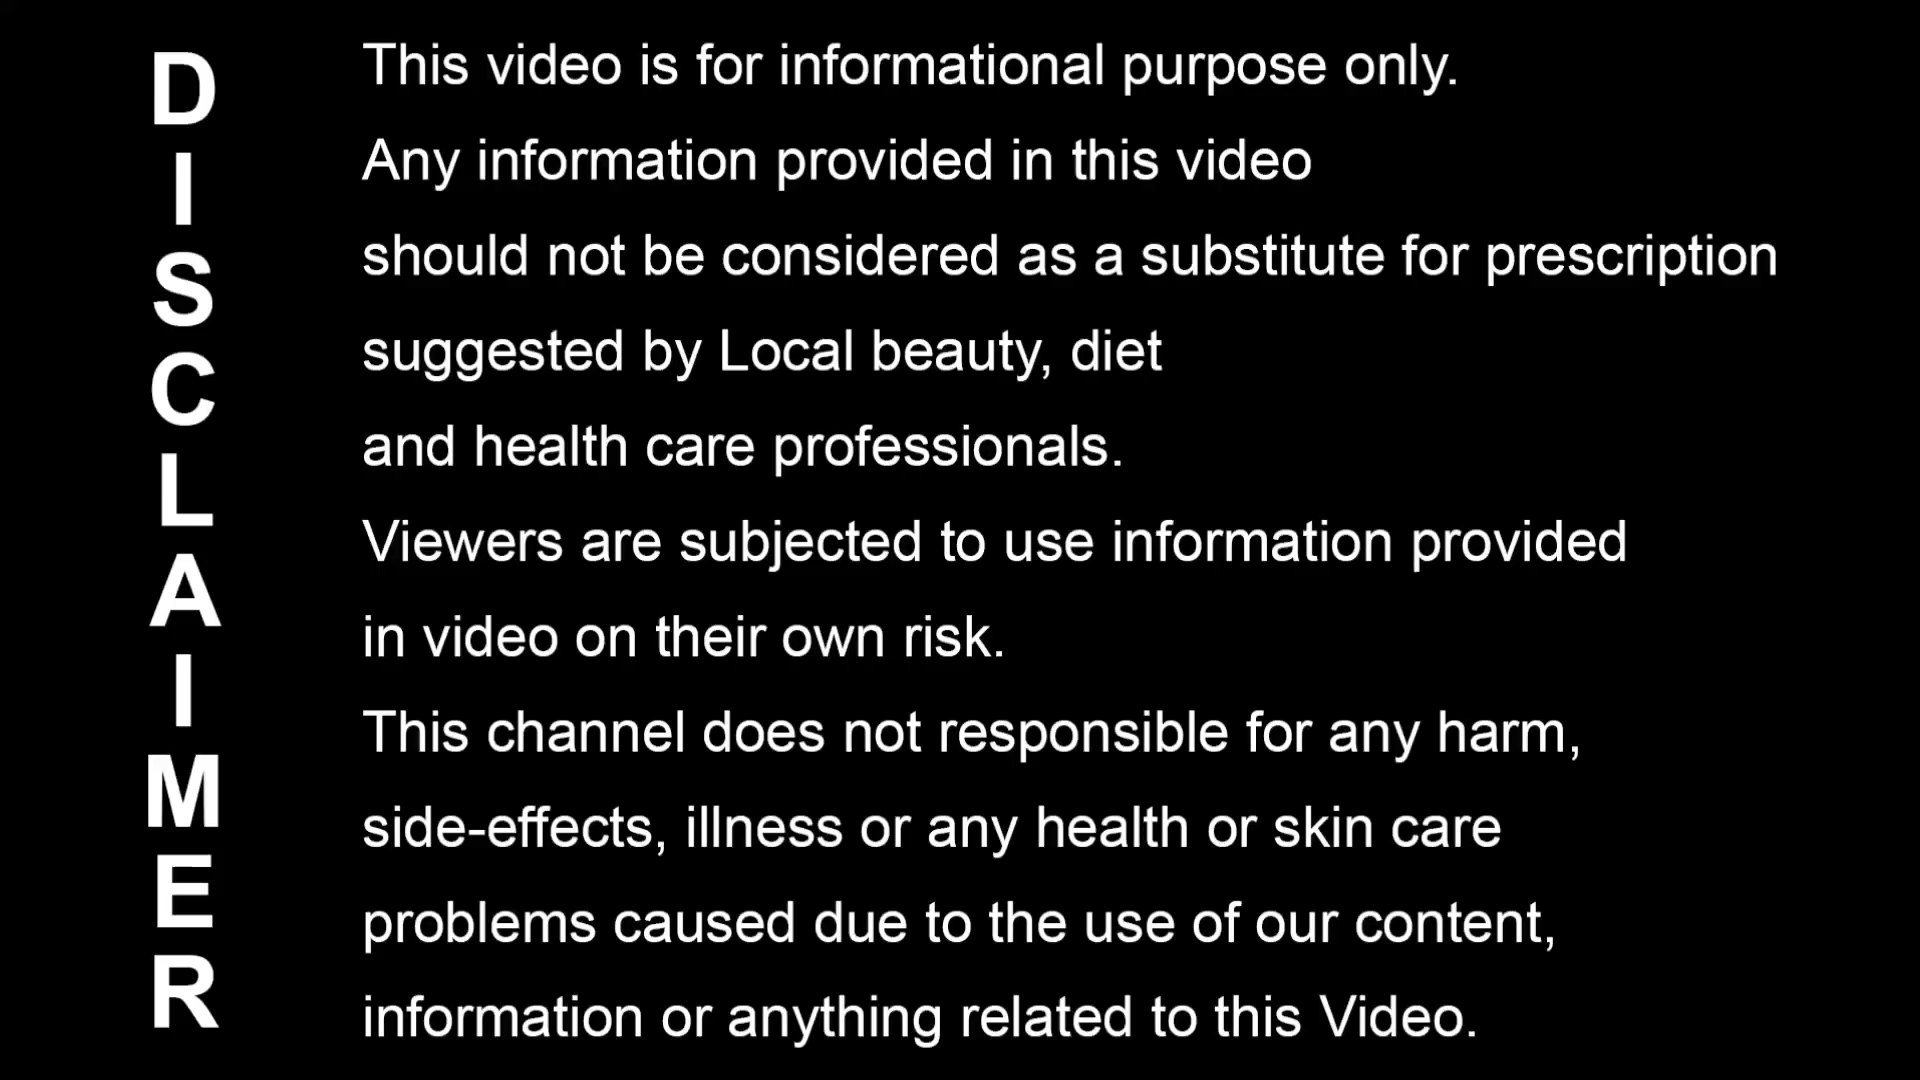 DISCLAIMER
This video is for informational purpose only.
Any information provided in this video
should not be considered as a substitute for prescription
suggested by Local beauty, diet
and health care professionals.
Viewers are subjected to use information provided
in video on their own risk.
This channel does not responsible for any harm,
side-effects, illness or any health or skin care
problems caused due to the use of our content,
information or anything related to this Video.